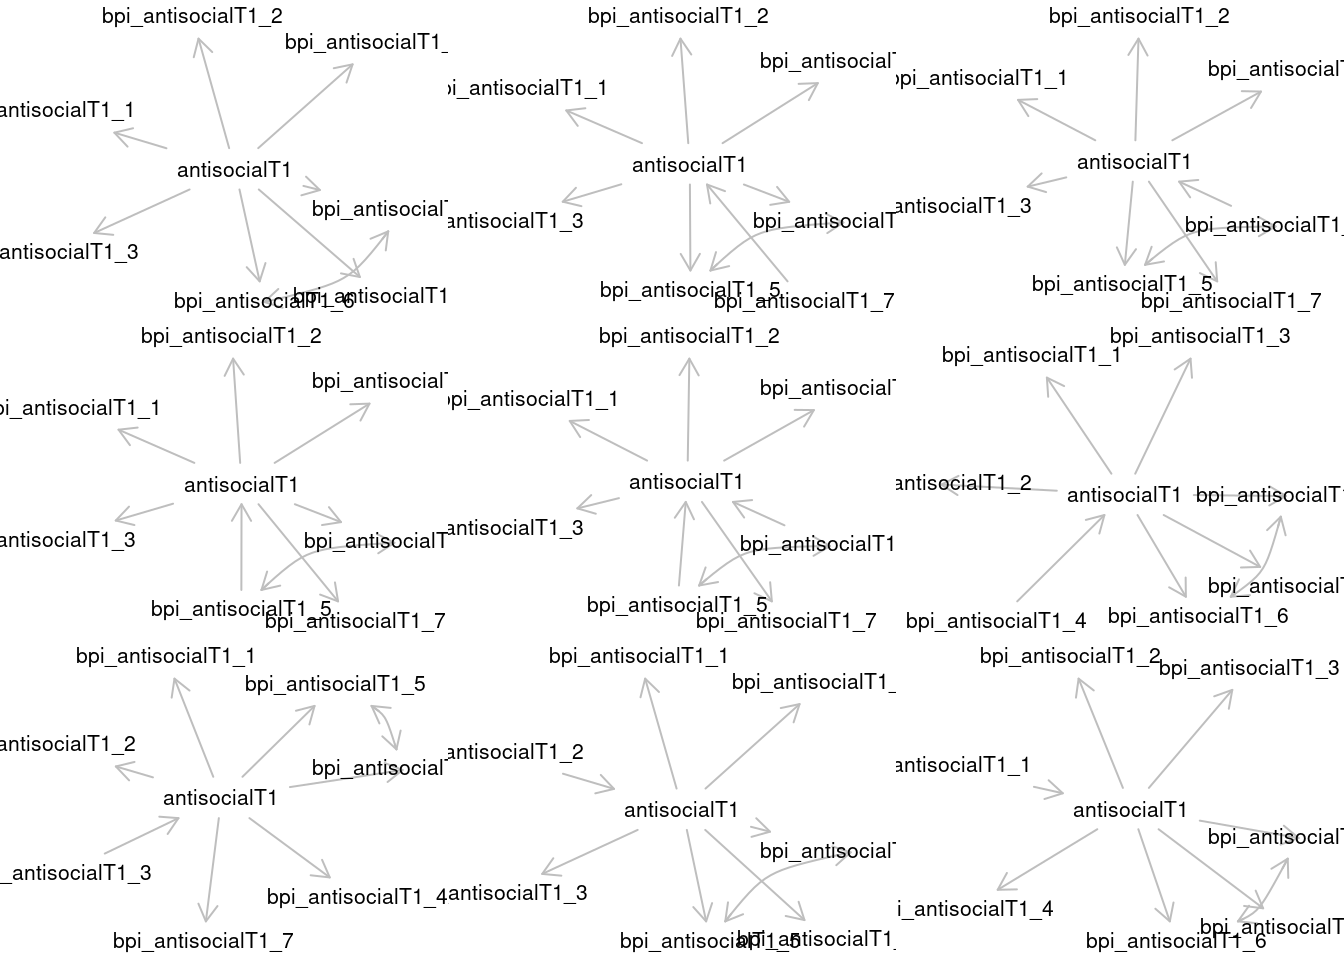 bpi_antisocialT1_2
bpi_antisocialT1_
antisocialT1_1
antisocialT1
bpi_antisocial
antisocialT1_3
bpi_antisocialT1_6
bpi_antisocialT1
bpi_antisocialT1_2
bpi_antisocialT
pi_antisocialT1_1
antisocialT1
bpi_antisocialT
antisocialT1_3
bpi_antisocialT1_5
bpi_antisocialT1_7
bpi_antisocialT1_2
bpi_antisocialT
bpi_antisocialT1_1
antisocialT1
antisocialT1_3
bpi_antisocialT1_
bpi_antisocialT1_5
bpi_antisocialT1_7
bpi_antisocialT1_2
bpi_antisocialT
pi_antisocialT1_1
antisocialT1
antisocialT1_3
bpi_antisocialT
bpi_antisocialT1_5
bpi_antisocialT1_7
bpi_antisocialT1_2
bpi_antisocialT
bpi_antisocialT1_1
antisocialT1
antisocialT1_3
bpi_antisocialT1
bpi_antisocialT1_5
bpi_antisocialT1_7
bpi_antisocialT1_3
bpi_antisocialT1_1
antisocialT1_2
antisocialT1
bpi_antisocialT
bpi_antisocialT
bpi_antisocialT1_6
bpi_antisocialT1_4
bpi_antisocialT1_1
bpi_antisocialT1_5
antisocialT1_2
bpi_antisocial
antisocialT1
_antisocialT1_3
bpi_antisocialT1_4
bpi_antisocialT1_7
bpi_antisocialT1_1
bpi_antisocialT1_
antisocialT1_2
antisocialT1
bpi_antisocialT
antisocialT1_3
bpi_antisocialT1_5
bpi_antisocialT1_
bpi_antisocialT1_2
bpi_antisocialT1_3
antisocialT1_1
antisocialT1
bpi_antisocialT
i_antisocialT1_4
bpi_antisocialT
bpi_antisocialT1_6